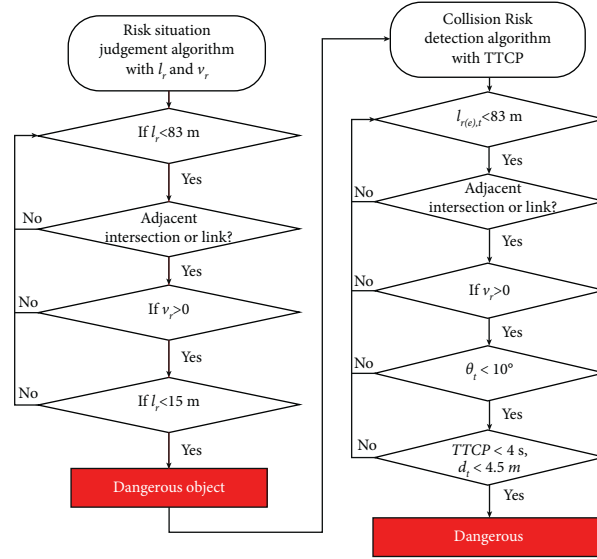 Risk situation
judgement algorithm
with l_r and v_r
If l_r<83 m
Yes
No
Adjacent
intersection or link?
Yes
No
If v_r>0
Yes
No
If l_r<15 m
Yes
Dangerous object
Collision Risk
detection algorithm
with TTCP
l_{r(e),t}<83 m
Yes
No
Adjacent
intersection or link?
Yes
No
If v_r>0
Yes
No
θ_t < 10°
Yes
No
TTCP < 4 s,
d_t < 4.5 m
Yes
Dangerous